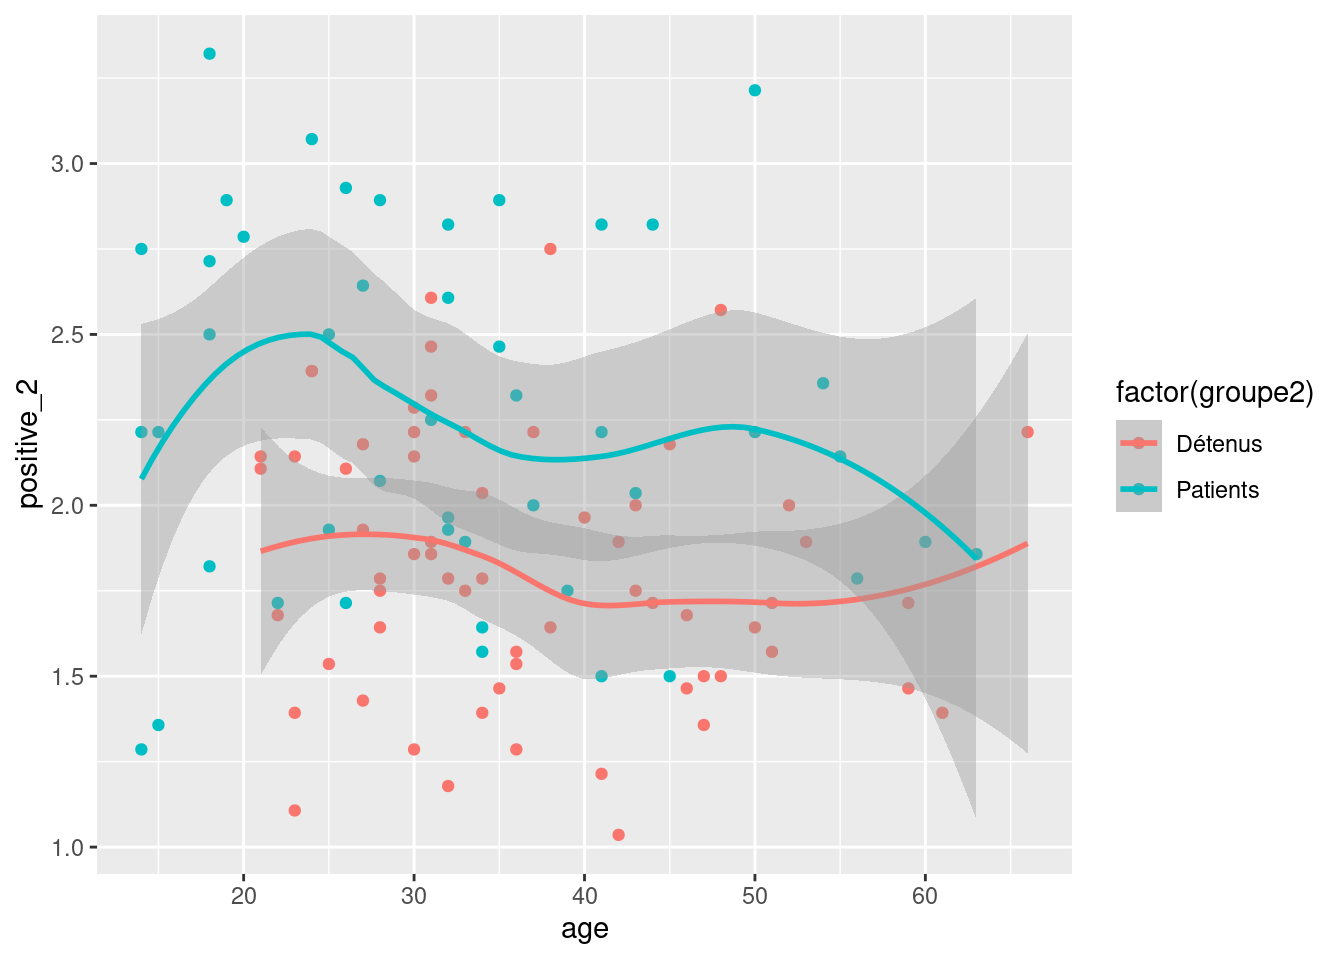 positive_2
3.0
2.5
2.0
1.5
1.0
20 30 40 50 60
age
factor(groupe2)
Détenus
Patients